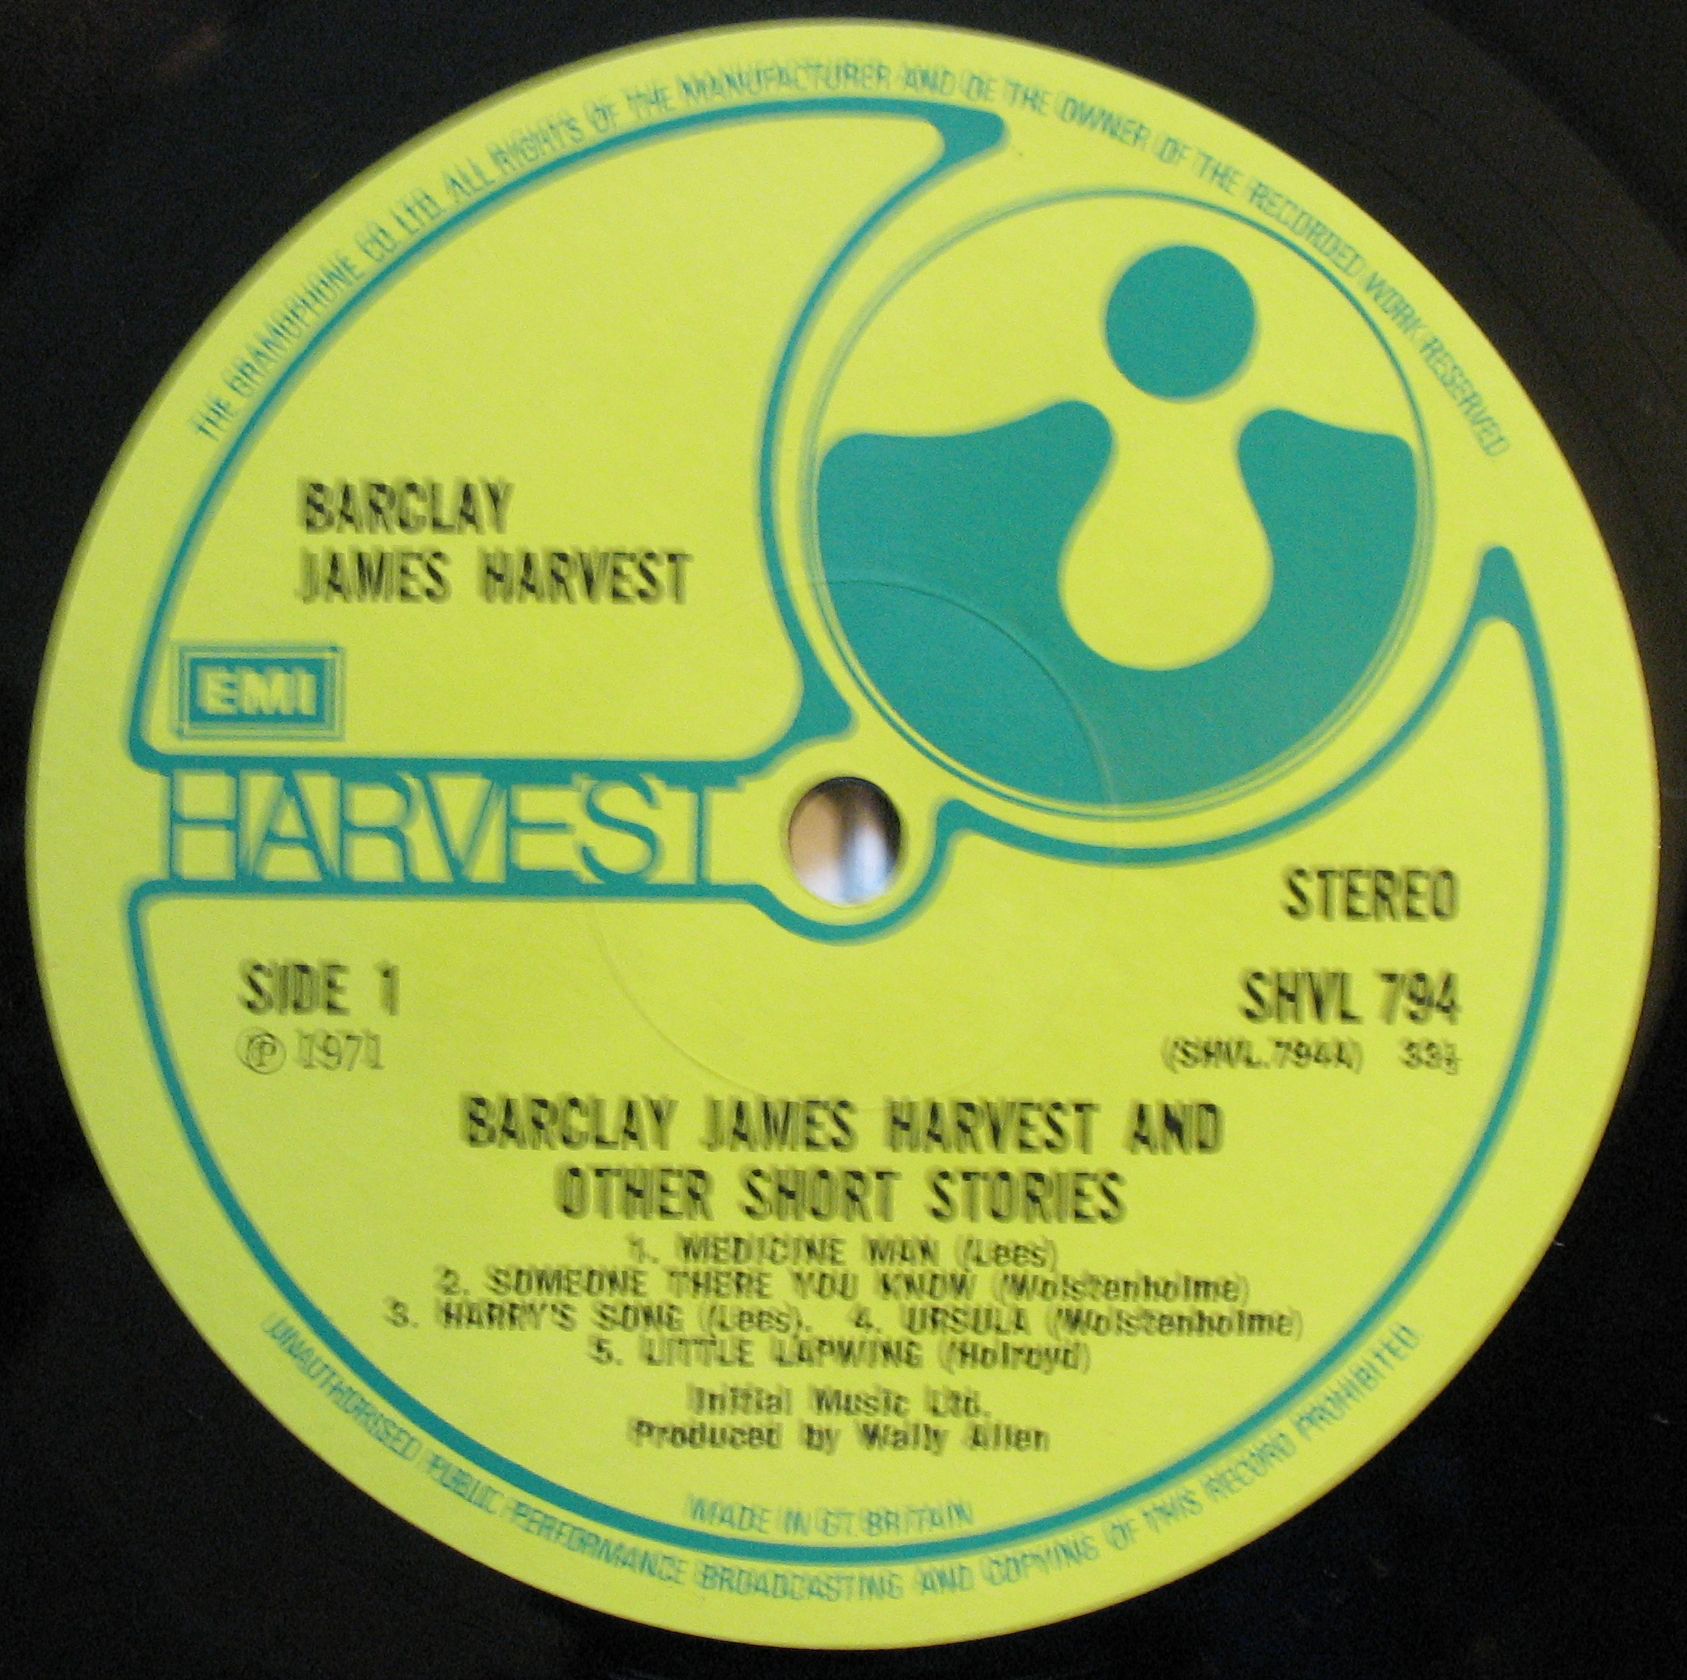 THE GRAMOPHONE CO. LTD. ALL RIGHTS OF THE MANUFACTURER AND OF THE OWNER OF THE RECORDED WORK RESERVED
BARCLAY
JAMES HARVEST
EMI
HARVEST
STEREO
SIDE 1
SHVL 794
℗ 1971
(SHVL.794A) 33⅓
BARCLAY JAMES HARVEST AND
OTHER SHORT STORIES
1. MEDICINE MAN (Lees)
2. SOMEONE THERE YOU KNOW (Wolstenholme)
3. HARRY'S SONG (Lees). 4. URSULA (Wolstenholme)
5. LITTLE LAPWING (Holroyd)
Initial Music Ltd.
Produced by Wally Allen
MADE IN GT. BRITAIN
UNAUTHORISED PUBLIC PERFORMANCE BROADCASTING AND COPYING OF THIS RECORD PROHIBITED